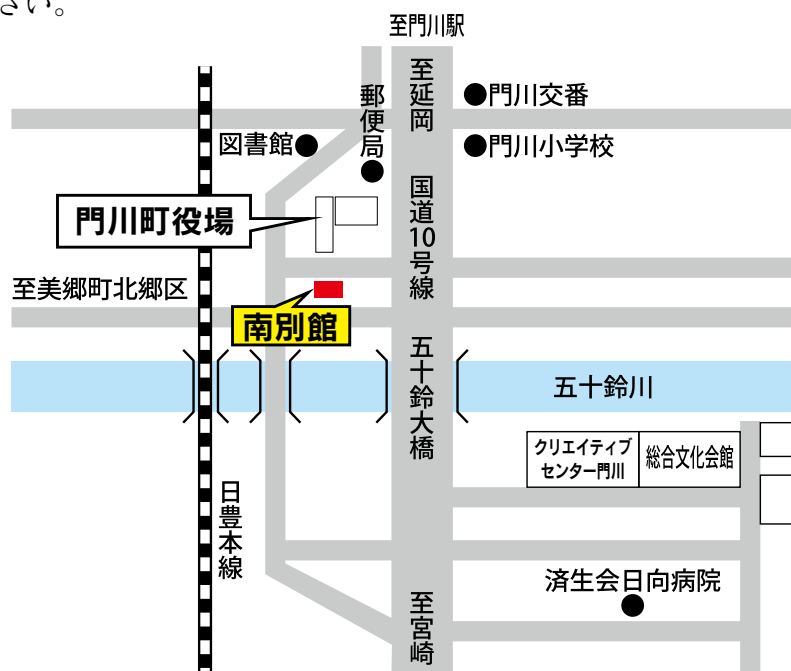 さい。
至門川駅
至延岡
郵便局
門川交番
図書館
門川小学校
国道10号線
門川町役場
至美郷町北郷区
南別館
五十鈴大橋
五十鈴川
クリエイティブ
センター門川
総合文化会館
日豊本線
済生会日向病院
至宮崎